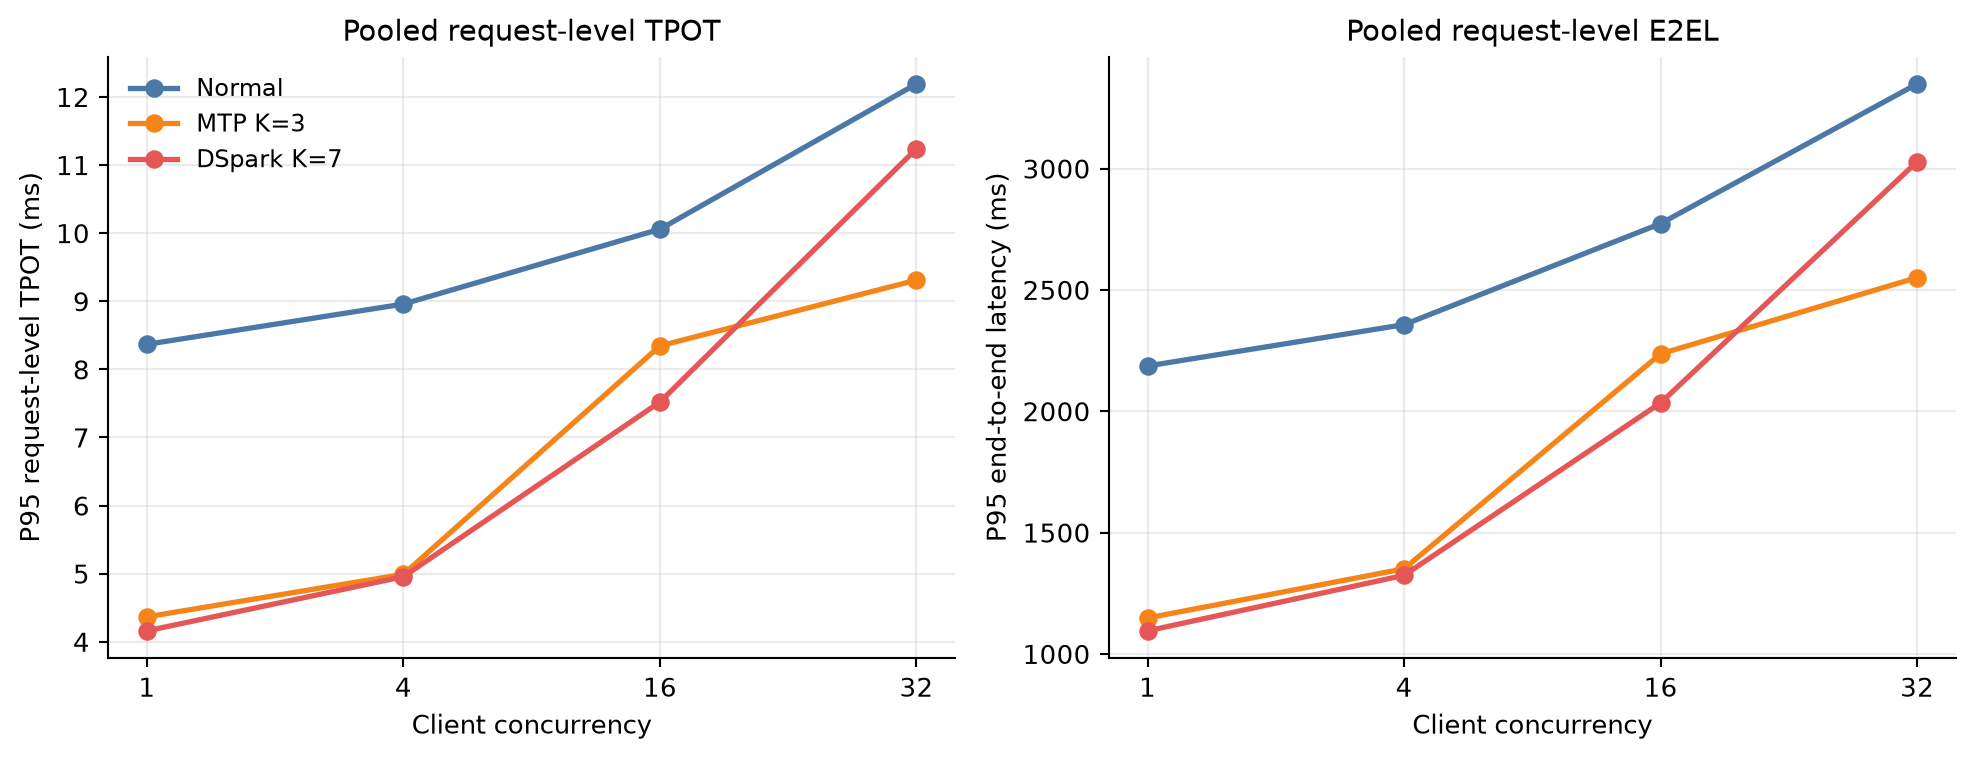 Pooled request-level TPOT
P95 request-level TPOT (ms)
12
11
10
9
8
7
6
5
4
Normal
MTP K=3
DSpark K=7
1
4
16
32
Client concurrency
Pooled request-level E2EL
P95 end-to-end latency (ms)
3000
2500
2000
1500
1000
1
4
16
32
Client concurrency